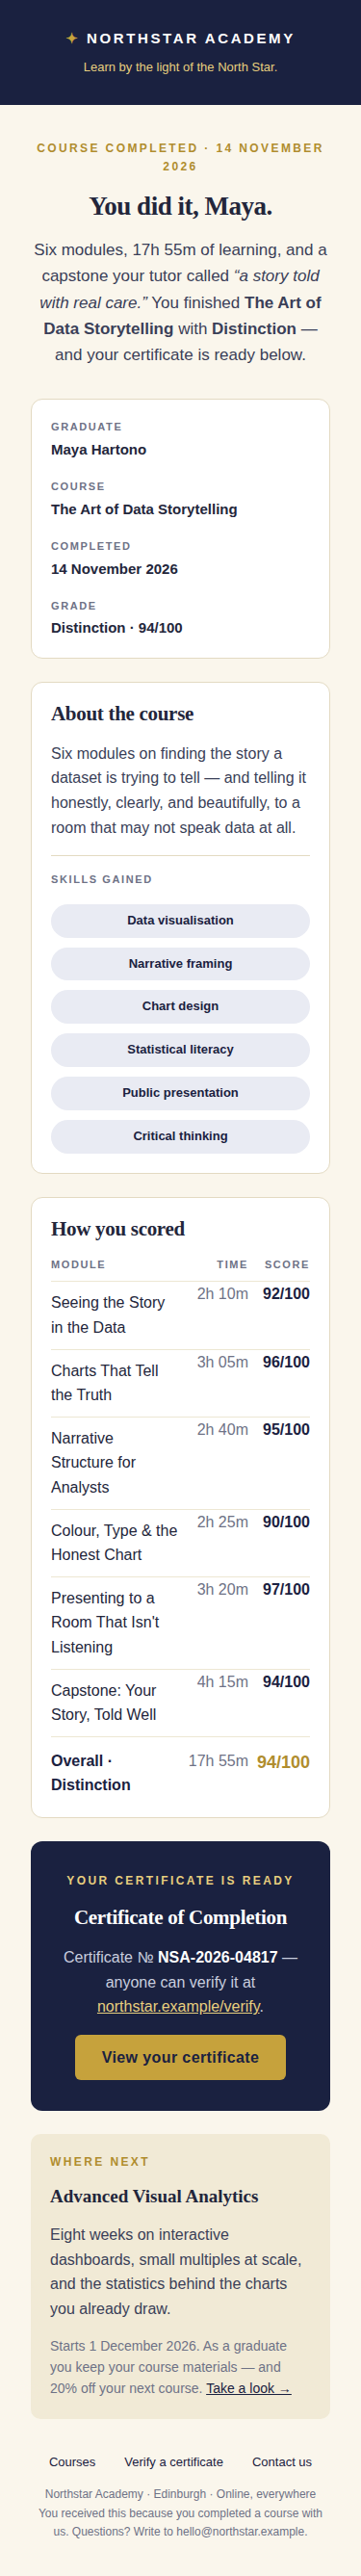 ✦ NORTHSTAR ACADEMY
Learn by the light of the North Star.
COURSE COMPLETED · 14 NOVEMBER
2026
You did it, Maya.
Six modules, 17h 55m of learning, and a
capstone your tutor called “a story told
with real care.” You finished The Art of
Data Storytelling with Distinction —
and your certificate is ready below.
GRADUATE
Maya Hartono
COURSE
The Art of Data Storytelling
COMPLETED
14 November 2026
GRADE
Distinction · 94/100
About the course
Six modules on finding the story a
dataset is trying to tell — and telling it
honestly, clearly, and beautifully, to a
room that may not speak data at all.
SKILLS GAINED
Data visualisation
Narrative framing
Chart design
Statistical literacy
Public presentation
Critical thinking
How you scored
MODULE TIME SCORE
Seeing the Story 2h 10m 92/100
in the Data
Charts That Tell 3h 05m 96/100
the Truth
Narrative 2h 40m 95/100
Structure for
Analysts
Colour, Type & the 2h 25m 90/100
Honest Chart
Presenting to a 3h 20m 97/100
Room That Isn't
Listening
Capstone: Your 4h 15m 94/100
Story, Told Well
Overall · 17h 55m 94/100
Distinction
YOUR CERTIFICATE IS READY
Certificate of Completion
Certificate № NSA-2026-04817 —
anyone can verify it at
northstar.example/verify.
View your certificate
WHERE NEXT
Advanced Visual Analytics
Eight weeks on interactive
dashboards, small multiples at scale,
and the statistics behind the charts
you already draw.
Starts 1 December 2026. As a graduate
you keep your course materials — and
20% off your next course. Take a look →
Courses Verify a certificate Contact us
Northstar Academy · Edinburgh · Online, everywhere
You received this because you completed a course with
us. Questions? Write to hello@northstar.example.